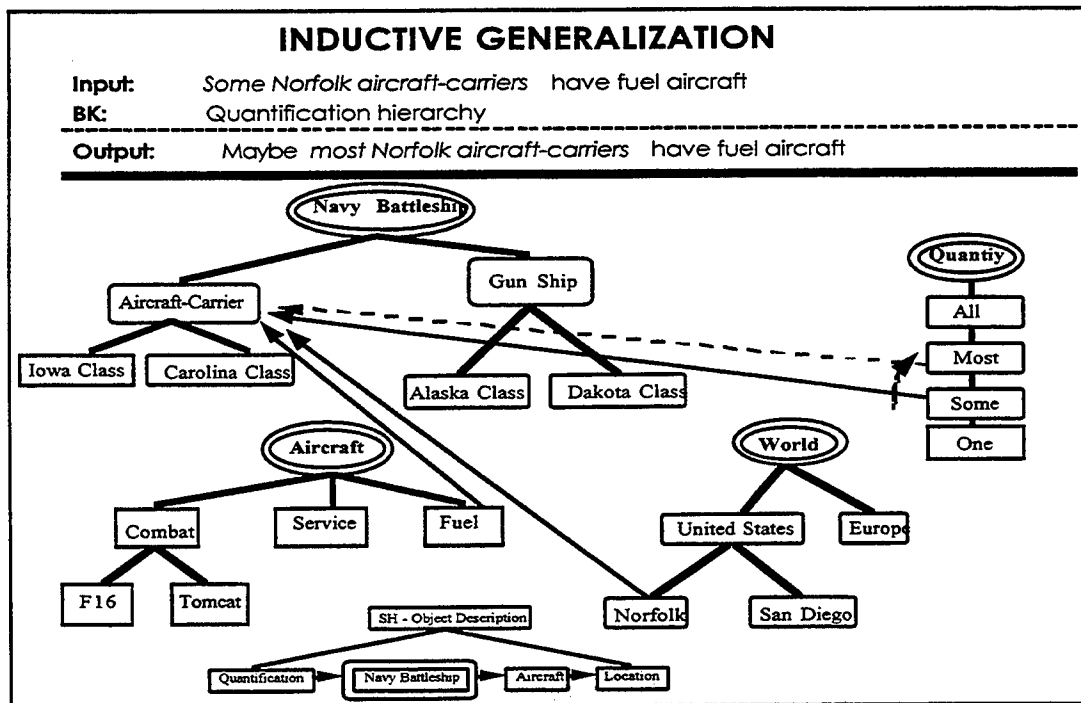 INDUCTIVE GENERALIZATION
Input: Some Norfolk aircraft-carriers have fuel aircraft
BK: Quantification hierarchy
Output: Maybe most Norfolk aircraft-carriers have fuel aircraft
Navy Battleship
Quantiy
Gun Ship
Aircraft-Carrier
All
Most
Iowa Class
Carolina Class
Alaska Class
Dakota Class
Some
One
Aircraft
World
Combat
Service
Fuel
United States
Europe
F16
Tomcat
Norfolk
San Diego
SH - Object Description
Quantification
Navy Battleship
Aircraft
Location